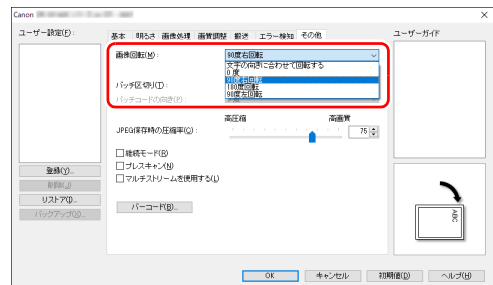 Canon
ユーザー設定(F):
基本 明るさ 画像処理 画質調整 搬送 エラー検知 その他
ユーザーガイド
画像回転(M):
90度右回転
文字の向きに合わせて回転する
0 度
90度右回転
180度回転
90度左回転
バッチ区切り(T):
バッチコードの向き(P):
高圧縮
高画質
JPEG保存時の圧縮率(Q):
75
継続モード(R)
プレスキャン(N)
マルチストリームを使用する(L)
バーコード(B)...
登録(Y)...
削除(J)
リストア(I)...
バックアップ(O)...
ABC
OK
キャンセル
初期値(D)
ヘルプ(H)